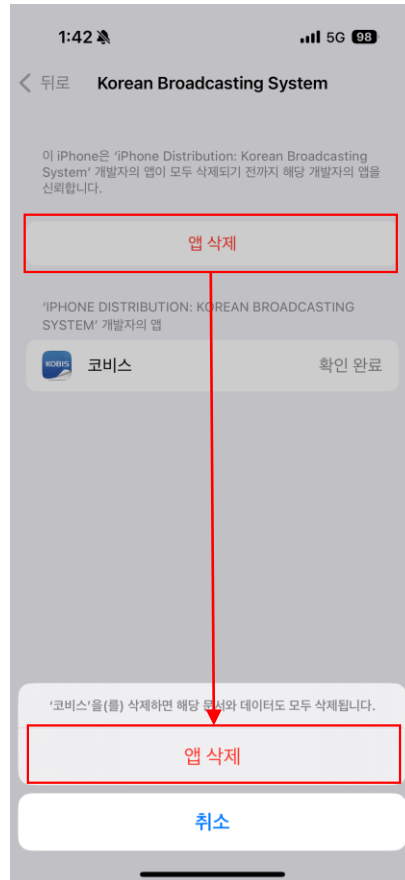 1:42 5G 98
뒤로 Korean Broadcasting System
이 iPhone은 ‘iPhone Distribution: Korean Broadcasting
System’ 개발자의 앱이 모두 삭제되기 전까지 해당 개발자의 앱을
신뢰합니다.
앱 삭제
‘IPHONE DISTRIBUTION: KOREAN BROADCASTING
SYSTEM’ 개발자의 앱
KOBIS 코비스 확인 완료
‘코비스’을(를) 삭제하면 해당 문서와 데이터도 모두 삭제됩니다.
앱 삭제
취소